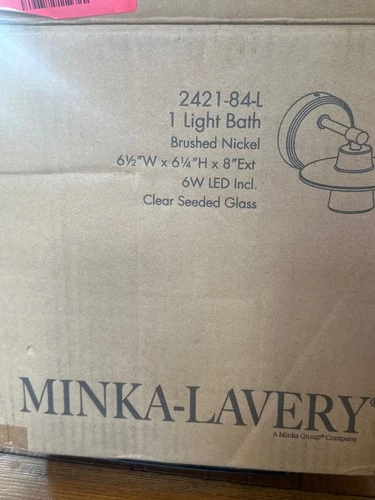 2421-84-L
1 Light Bath
Brushed Nickel
6½"W x 6¼"H x 8"Ext
6W LED Incl.
Clear Seeded Glass
MINKA-LAVERY®
A Minka Group® Company